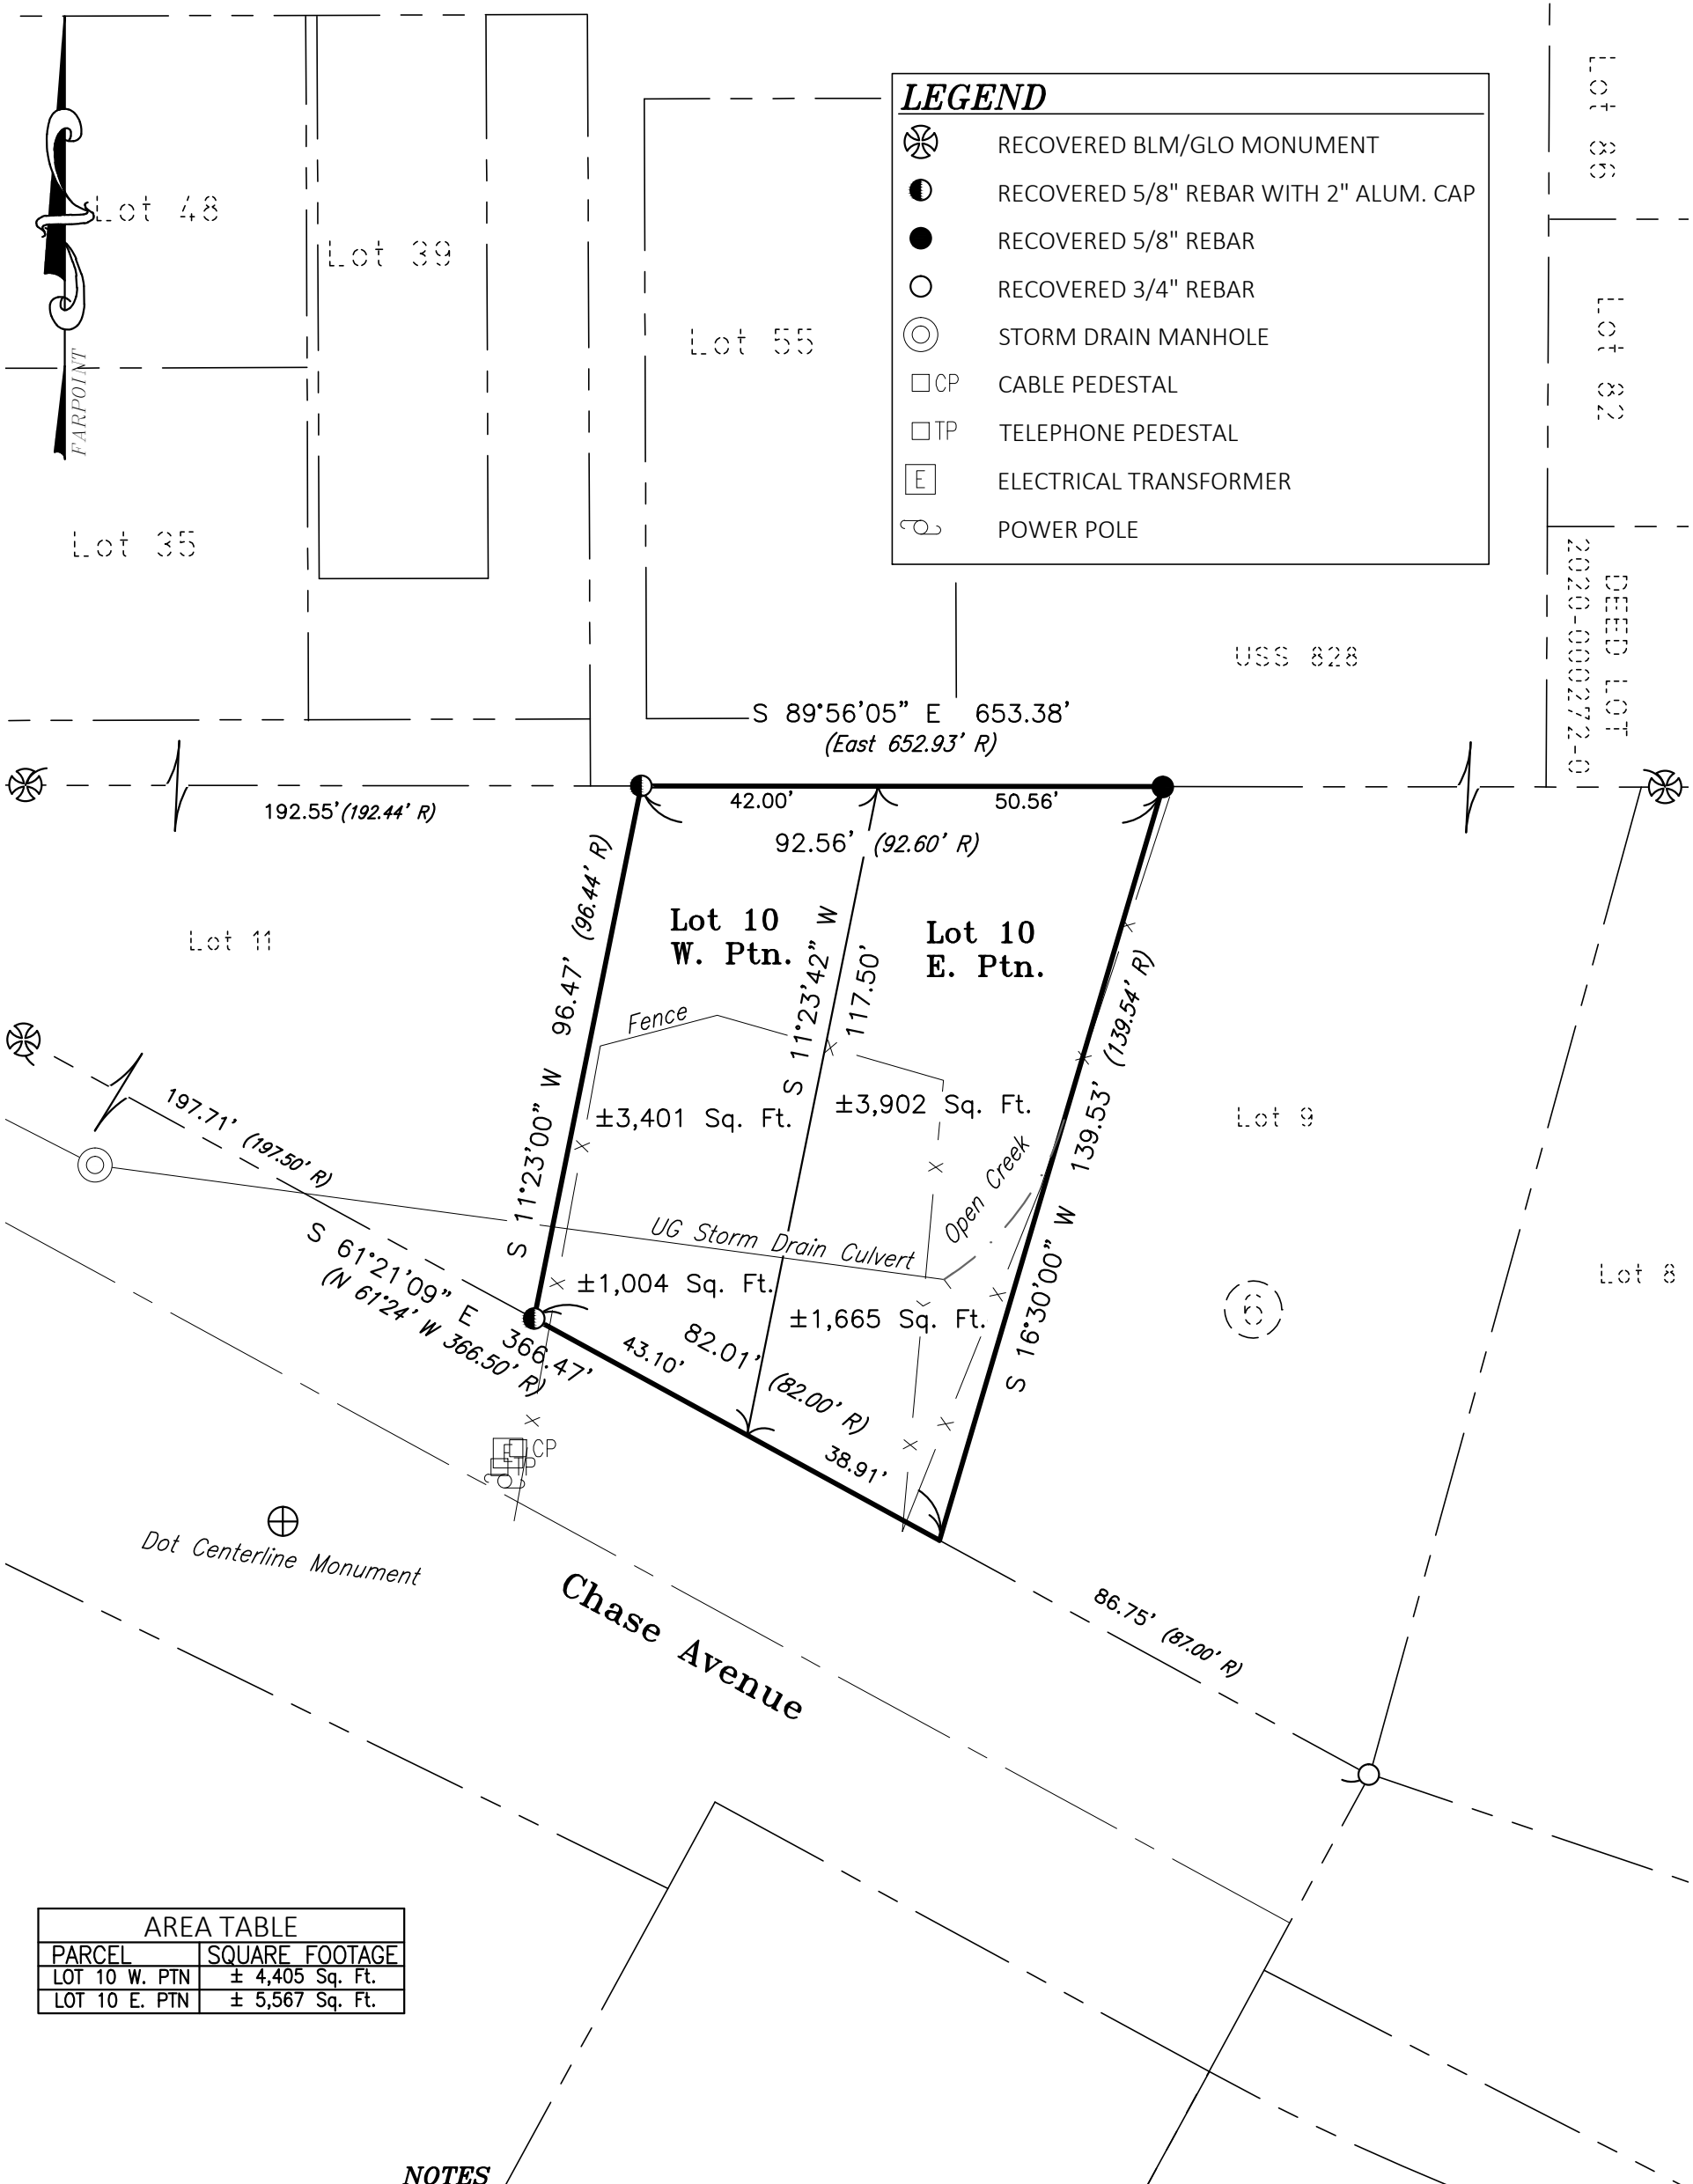 LEGEND
RECOVERED BLM/GLO MONUMENT
RECOVERED 5/8" REBAR WITH 2" ALUM. CAP
RECOVERED 5/8" REBAR
RECOVERED 3/4" REBAR
STORM DRAIN MANHOLE
CP CABLE PEDESTAL
TP TELEPHONE PEDESTAL
E ELECTRICAL TRANSFORMER
POWER POLE
Lot 48
Lot 39
Lot 55
Lot 35
FARPOINT
Lot 86
Lot 82
DEED LOT
2020-000272-0
USS 828
S 89°56'05" E 653.38'
(East 652.93' R)
192.55' (192.44' R)
42.00'
50.56'
92.56' (92.60' R)
Lot 11
Lot 10
W. Ptn.
Lot 10
E. Ptn.
S 11°23'00" W 96.47' (96.44' R)
S 11°23'42" W
117.50'
S 16°30'00" W 139.53' (139.54' R)
Fence
±3,401 Sq. Ft.
±3,902 Sq. Ft.
Lot 9
Open Creek
197.71' (197.50' R)
UG Storm Drain Culvert
S 61°21'09" E 366.47'
(N 61°24' W 366.50' R)
±1,004 Sq. Ft.
±1,665 Sq. Ft.
Lot 8
6
43.10'
82.01' (82.00' R)
38.91'
E
CP
TP
Dot Centerline Monument
Chase Avenue
86.75' (87.00' R)
AREA TABLE
PARCEL SQUARE FOOTAGE
LOT 10 W. PTN ± 4,405 Sq. Ft.
LOT 10 E. PTN ± 5,567 Sq. Ft.
NOTES